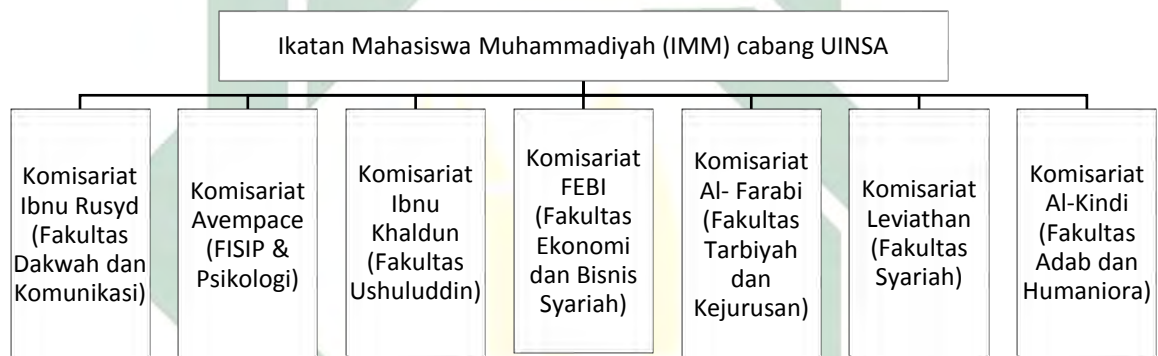 Ikatan Mahasiswa Muhammadiyah (IMM) cabang UINSA
Komisariat
Ibnu Rusyd
(Fakultas
Dakwah dan
Komunikasi)
Komisariat
Avempace
(FISIP &
Psikologi)
Komisariat
Ibnu
Khaldun
(Fakultas
Ushuluddin)
Komisariat
FEBI
(Fakultas
Ekonomi
dan Bisnis
Syariah)
Komisariat
Al- Farabi
(Fakultas
Tarbiyah
dan
Kejurusan)
Komisariat
Leviathan
(Fakultas
Syariah)
Komisariat
Al-Kindi
(Fakultas
Adab dan
Humaniora)